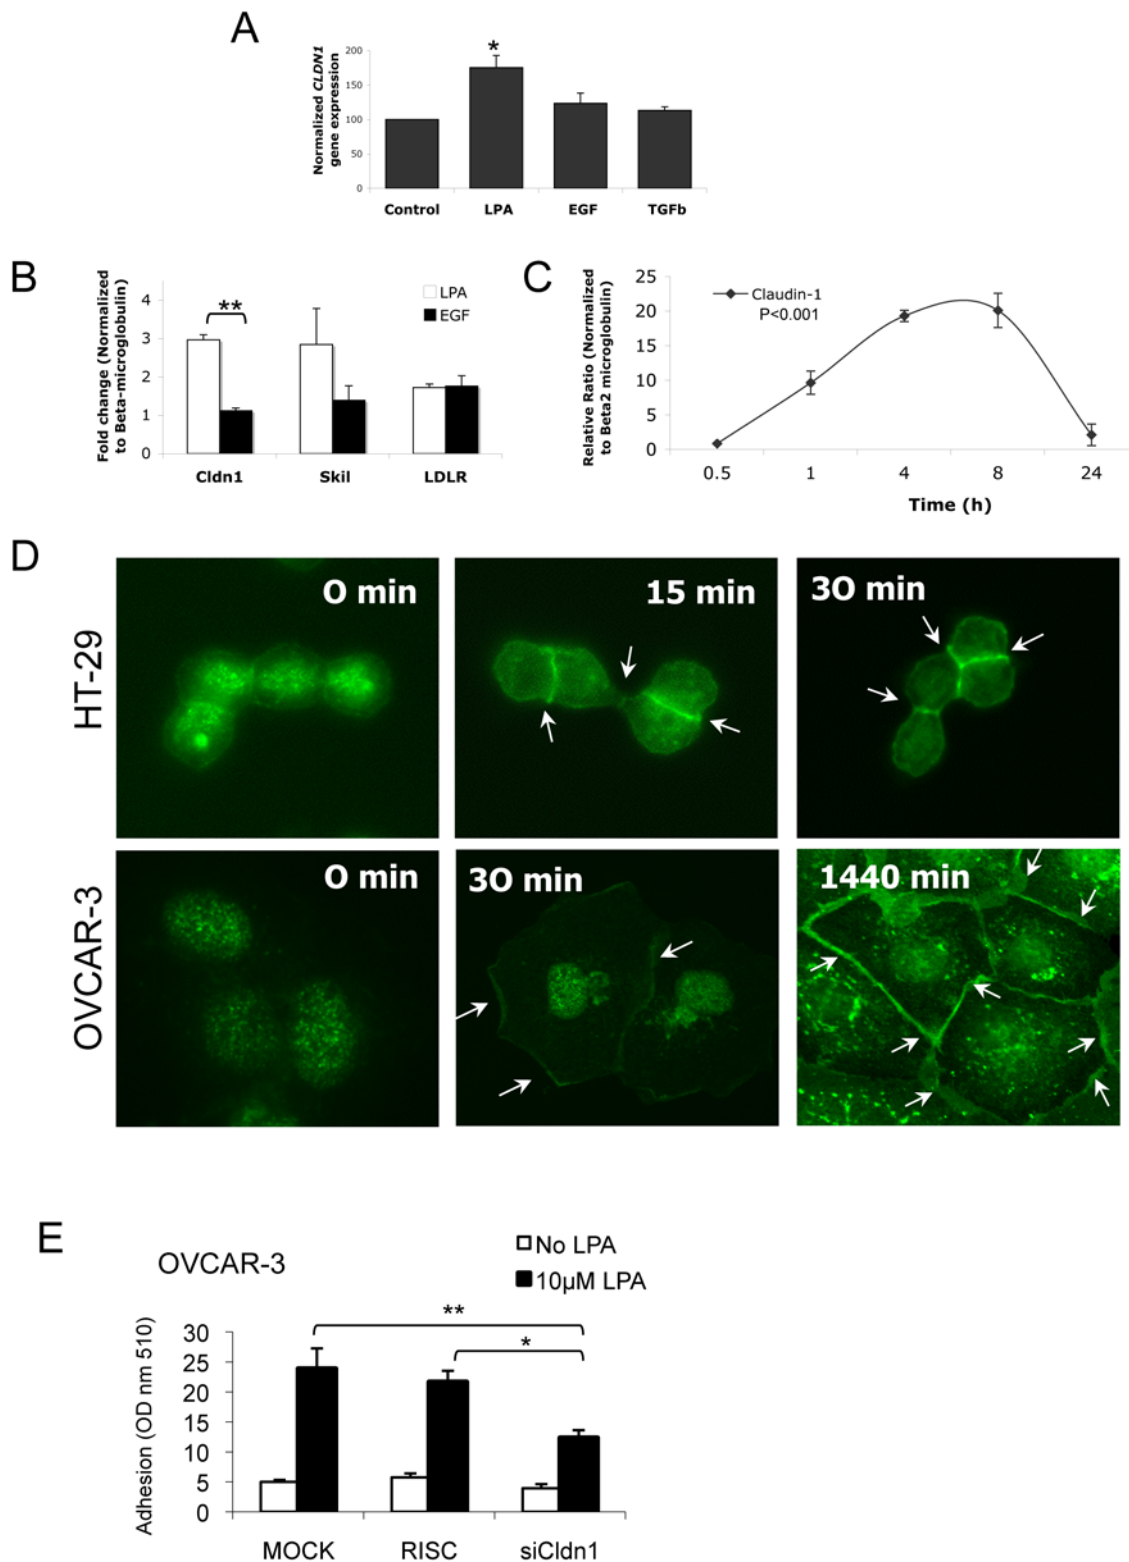 A
Normalized CLDN1
gene expression
200
150
100
50
0
*
Control LPA EGF TGFb
B
Fold change (Normalized
to Beta-microglobulin)
4
3
2
1
0
**
LPA
EGF
Cldn1 Skil LDLR
C
Relative Ratio (Normalized
to Beta2 microglobulin)
25
20
15
10
5
0
Claudin-1
P<0.001
0.5 1 4 8 24
Time (h)
D
HT-29
0 min
15 min
30 min
OVCAR-3
0 min
30 min
1440 min
E
OVCAR-3
No LPA
10µM LPA
Adhesion (OD nm 510)
30
25
20
15
10
5
0
**
*
MOCK RISC siCldn1